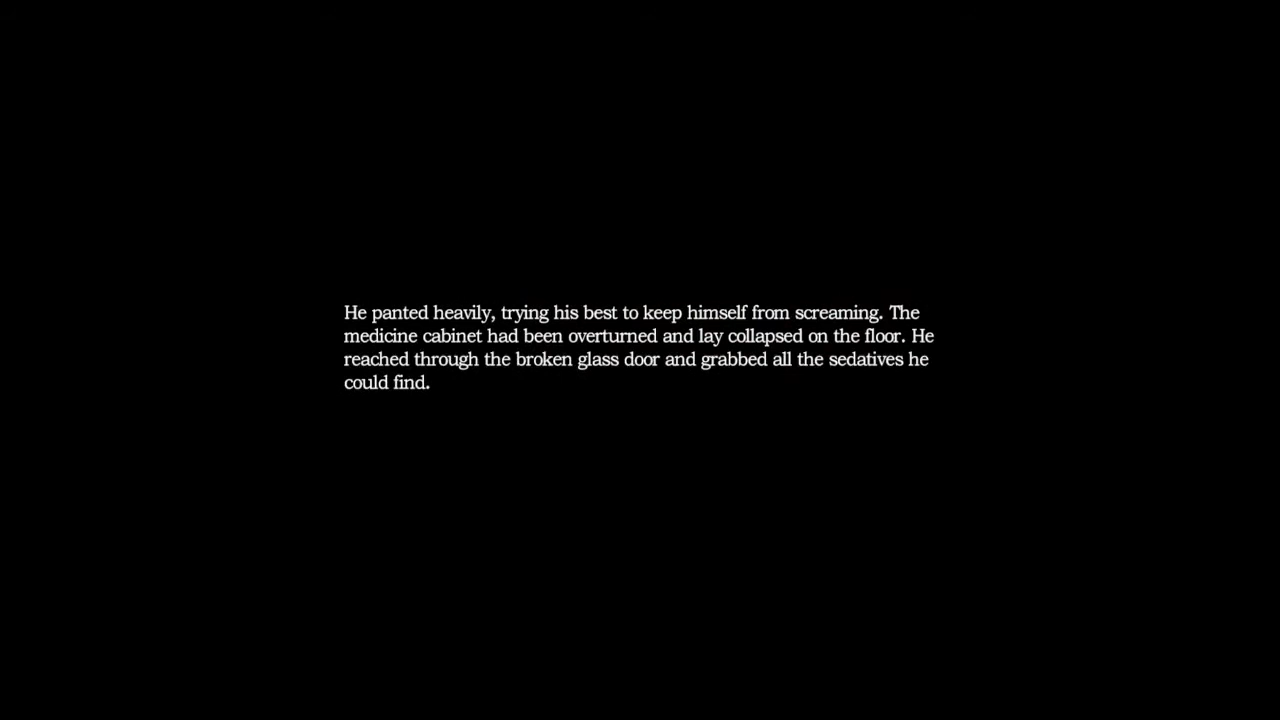 He panted heavily, trying his best to keep himself from screaming. The
medicine cabinet had been overturned and lay collapsed on the floor. He
reached through the broken glass door and grabbed all the sedatives he
could find.